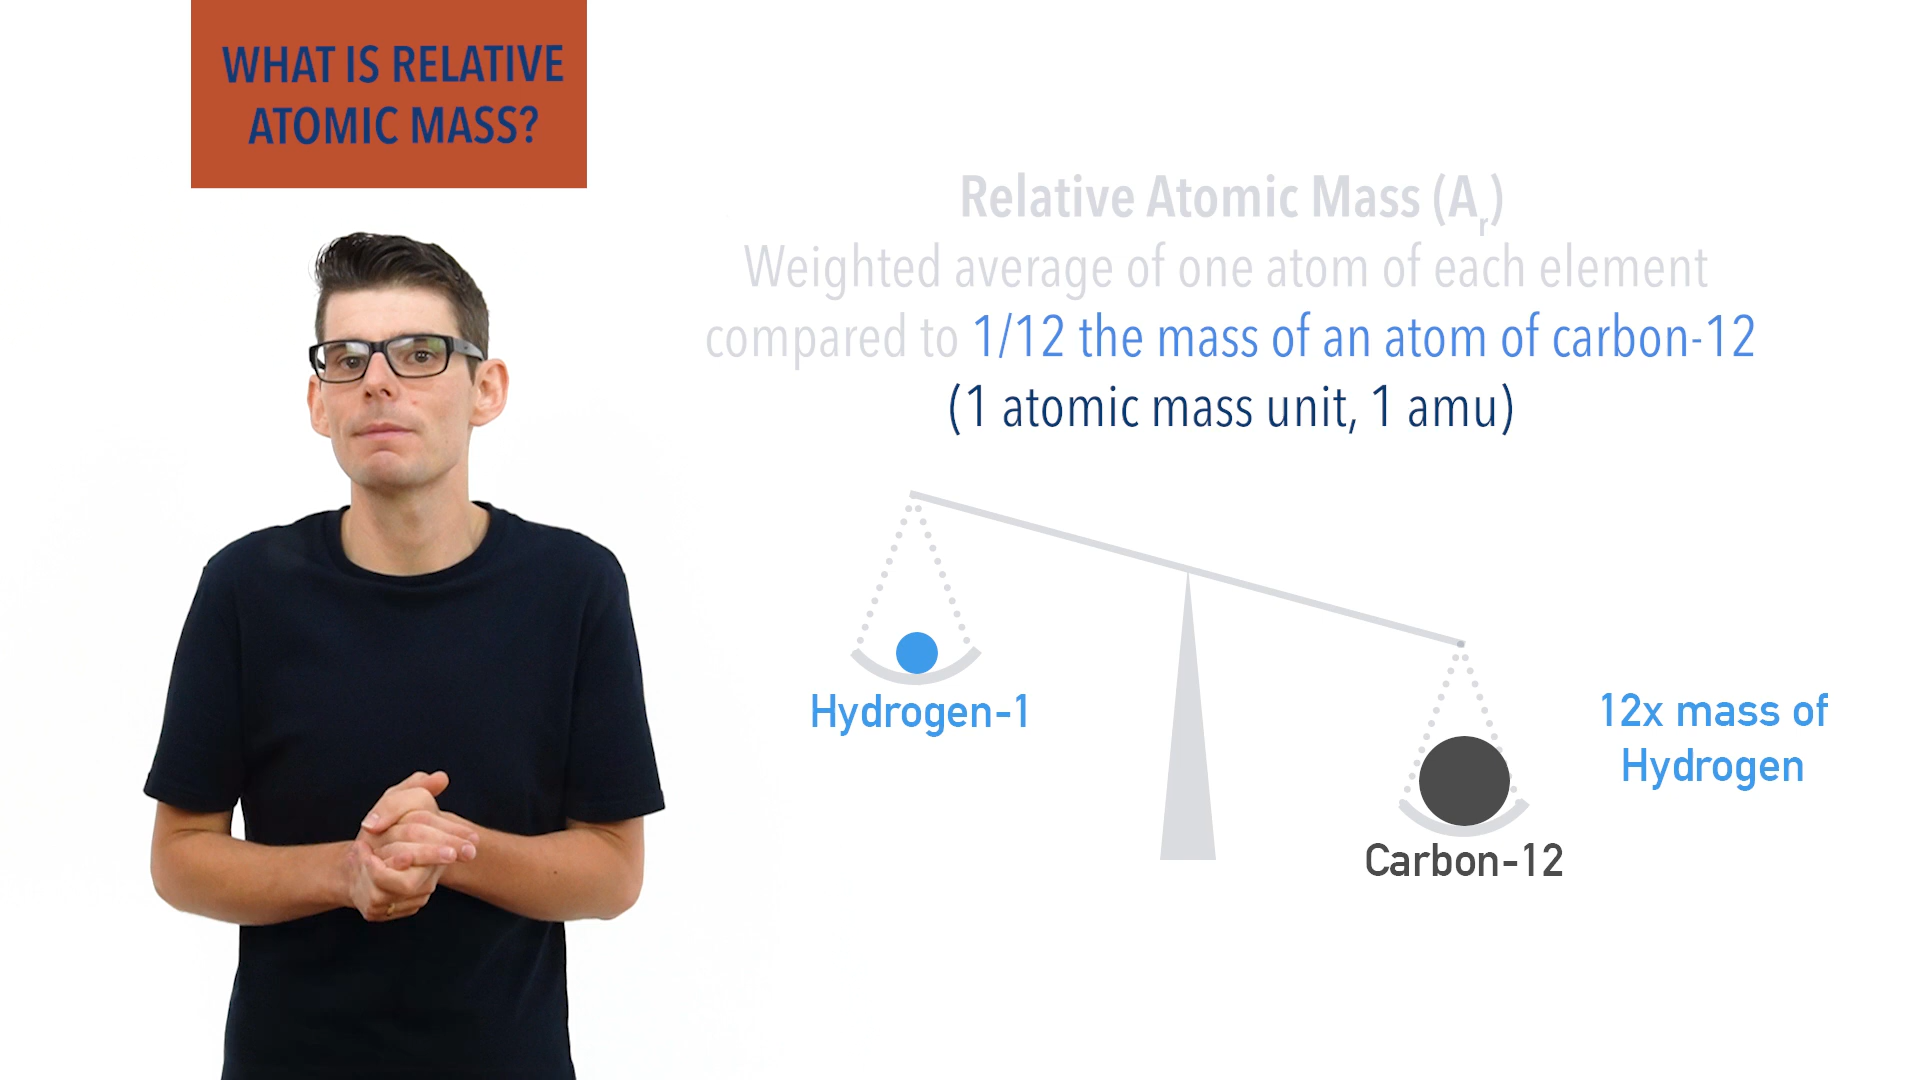 WHAT IS RELATIVE
ATOMIC MASS?
Relative Atomic Mass (Ar)
Weighted average of one atom of each element
compared to 1/12 the mass of an atom of carbon-12
(1 atomic mass unit, 1 amu)
Hydrogen-1
12x mass of
Hydrogen
Carbon-12